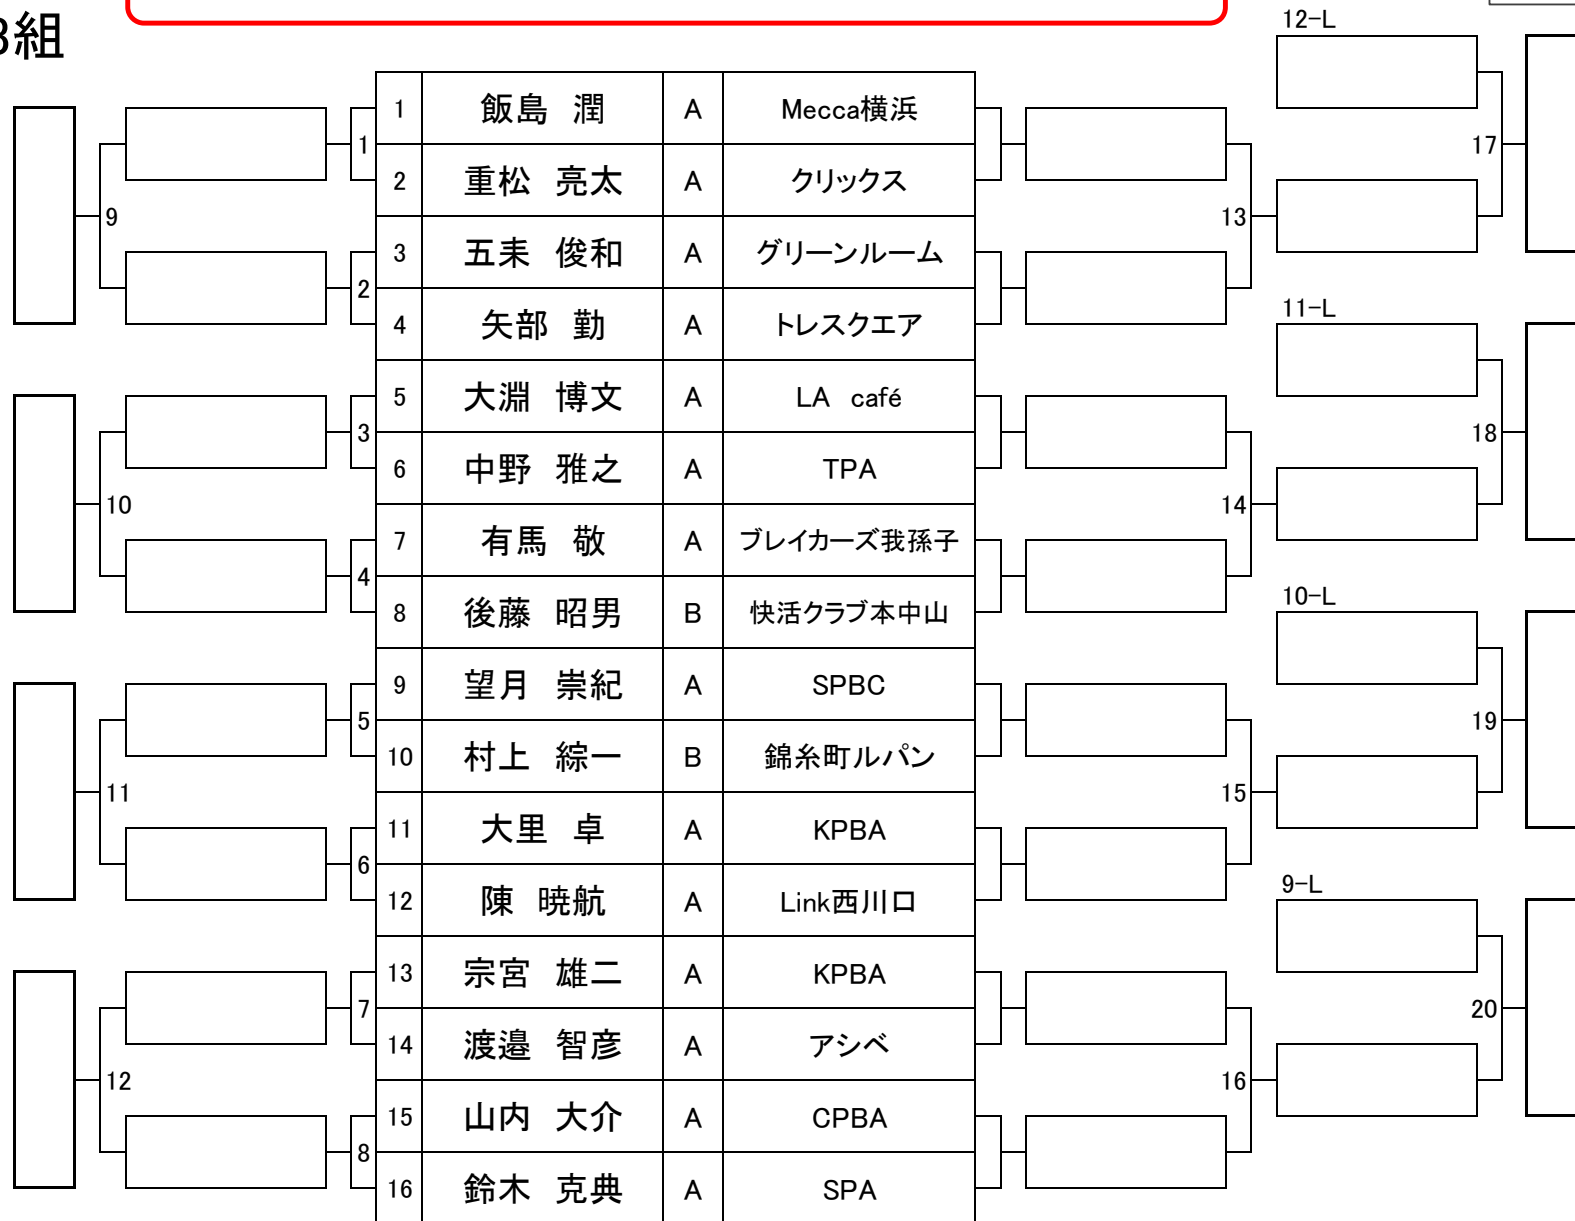 3組
1 飯島 潤 A Mecca横浜
2 重松 亮太 A クリックス
3 五耒 俊和 A グリーンルーム
4 矢部 勤 A トレスクエア
5 大淵 博文 A LA café
6 中野 雅之 A TPA
7 有馬 敬 A ブレイカーズ我孫子
8 後藤 昭男 B 快活クラブ本中山
9 望月 崇紀 A SPBC
10 村上 綜一 B 錦糸町ルパン
11 大里 卓 A KPBA
12 陳 暁航 A Link西川口
13 宗宮 雄二 A KPBA
14 渡邉 智彦 A アシベ
15 山内 大介 A CPBA
16 鈴木 克典 A SPA
1
2
3
4
5
6
7
8
9
10
11
12
13
14
15
16
12-L
17
11-L
18
10-L
19
9-L
20